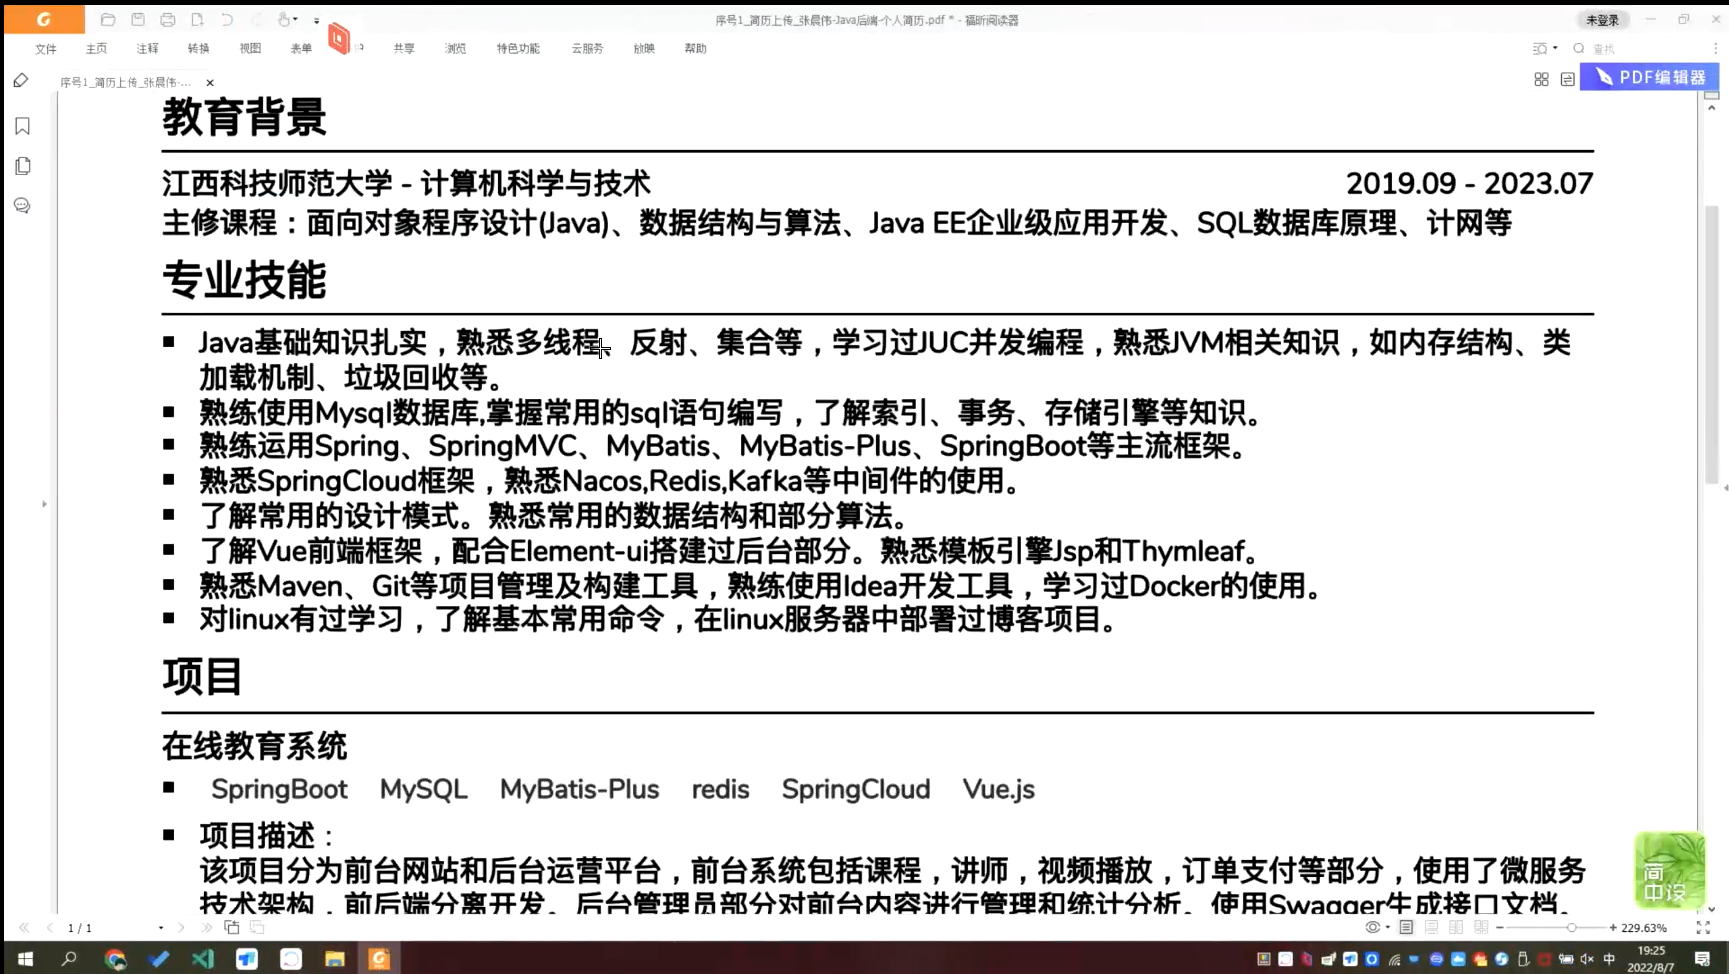 序号1_简历上传_张晨伟-Java后端-个人简历.pdf * - 福昕阅读器
未登录
文件 主页 注释 转换 视图 表单 共享 浏览 特色功能 云服务 放映 帮助
查找
序号1_简历上传_张晨伟-...
PDF编辑器
教育背景
江西科技师范大学 - 计算机科学与技术 2019.09 - 2023.07
主修课程：面向对象程序设计(Java)、数据结构与算法、Java EE企业级应用开发、SQL数据库原理、计网等
专业技能
Java基础知识扎实，熟悉多线程、反射、集合等，学习过JUC并发编程，熟悉JVM相关知识，如内存结构、类
加载机制、垃圾回收等。
熟练使用Mysql数据库,掌握常用的sql语句编写，了解索引、事务、存储引擎等知识。
熟练运用Spring、SpringMVC、MyBatis、MyBatis-Plus、SpringBoot等主流框架。
熟悉SpringCloud框架，熟悉Nacos,Redis,Kafka等中间件的使用。
了解常用的设计模式。熟悉常用的数据结构和部分算法。
了解Vue前端框架，配合Element-ui搭建过后台部分。熟悉模板引擎Jsp和Thymleaf。
熟悉Maven、Git等项目管理及构建工具，熟练使用Idea开发工具，学习过Docker的使用。
对linux有过学习，了解基本常用命令，在linux服务器中部署过博客项目。
项目
在线教育系统
SpringBoot MySQL MyBatis-Plus redis SpringCloud Vue.js
项目描述：
该项目分为前台网站和后台运营平台，前台系统包括课程，讲师，视频播放，订单支付等部分，使用了微服务
技术架构，前后端分离开发。后台管理员部分对前台内容进行管理和统计分析。使用Swagger生成接口文档。
简
中
1 / 1
229.63%
中
19:25
2022/8/7